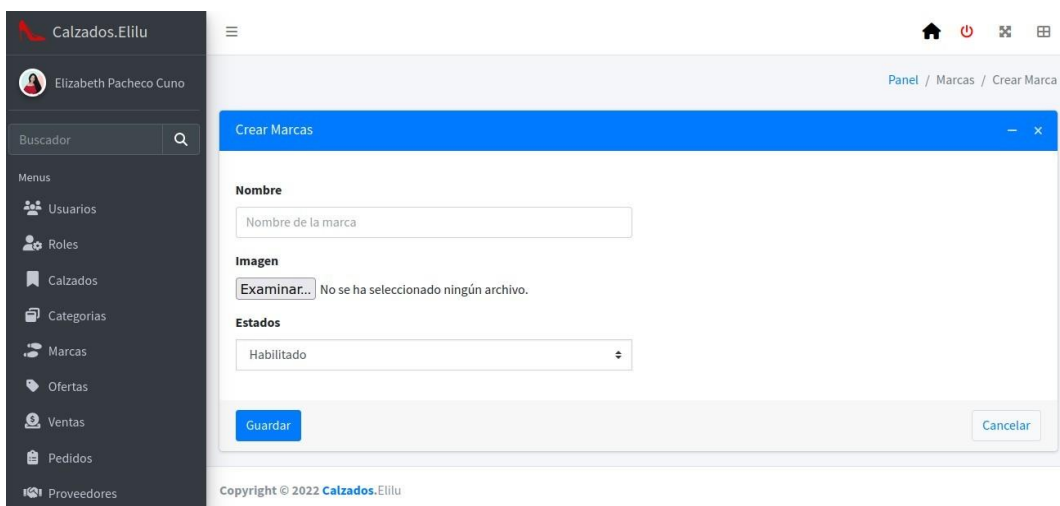 Calzados.Elilu
Elizabeth Pacheco Cuno
Buscador
Menus
Usuarios
Roles
Calzados
Categorias
Marcas
Ofertas
Ventas
Pedidos
Proveedores
Panel / Marcas / Crear Marca
Crear Marcas
Nombre
Nombre de la marca
Imagen
Examinar... No se ha seleccionado ningún archivo.
Estados
Habilitado
Guardar Cancelar
Copyright © 2022 Calzados.Elilu